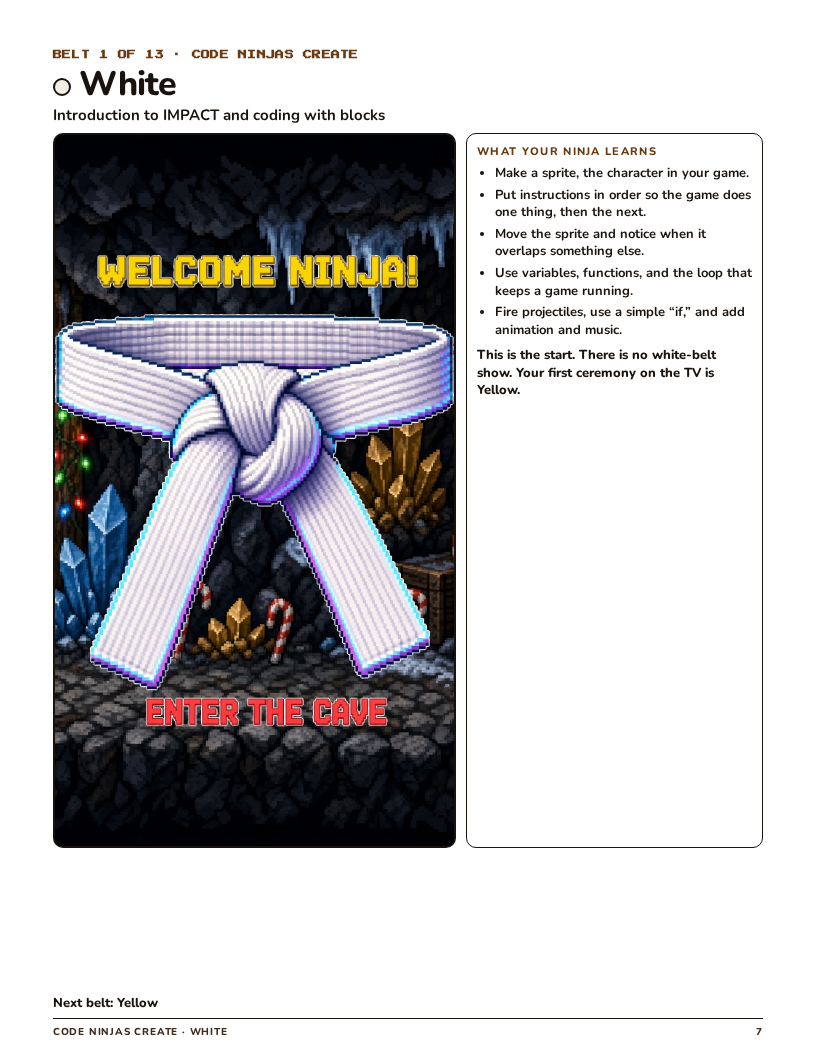 BELT 1 OF 13 · CODE NINJAS CREATE
White
Introduction to IMPACT and coding with blocks
WELCOME NINJA!
ENTER THE CAVE
WHAT YOUR NINJA LEARNS
• Make a sprite, the character in your game.
• Put instructions in order so the game does
one thing, then the next.
• Move the sprite and notice when it
overlaps something else.
• Use variables, functions, and the loop that
keeps a game running.
• Fire projectiles, use a simple “if,” and add
animation and music.
This is the start. There is no white-belt
show. Your first ceremony on the TV is
Yellow.
Next belt: Yellow
CODE NINJAS CREATE · WHITE
7